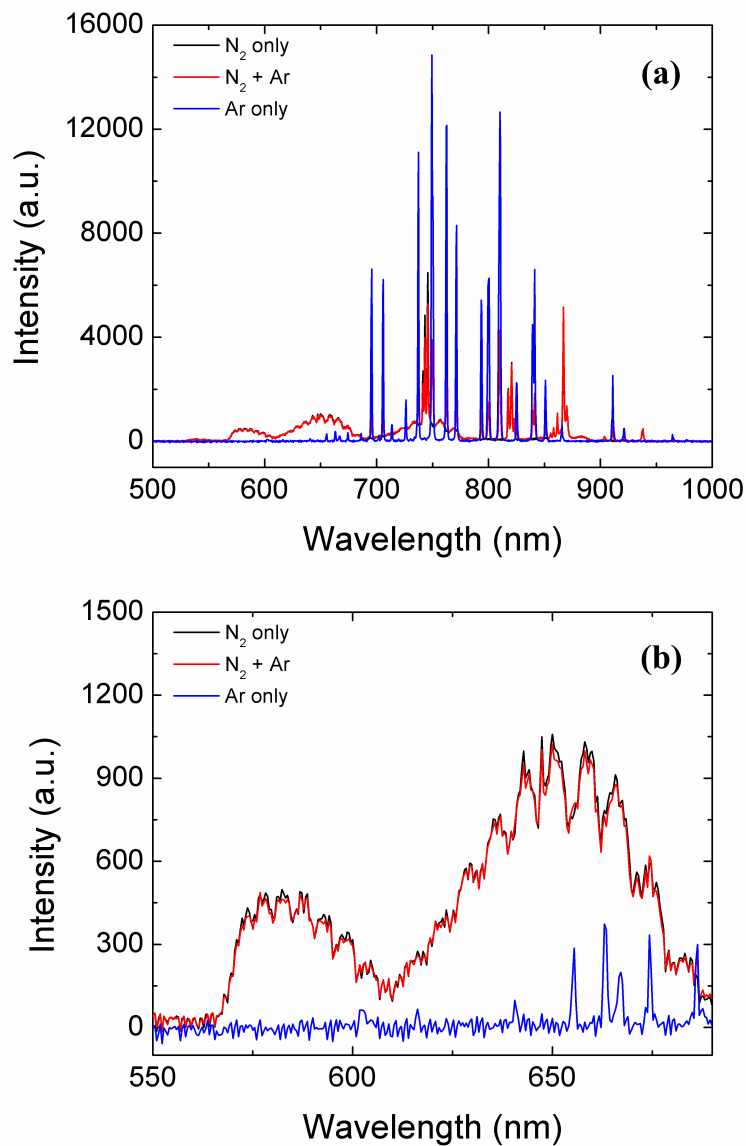 16000
12000
8000
4000
0
Intensity (a.u.)
N2 only
N2 + Ar
Ar only
(a)
500 600 700 800 900 1000
Wavelength (nm)
1500
1200
900
600
300
0
Intensity (a.u.)
N2 only
N2 + Ar
Ar only
(b)
550 600 650
Wavelength (nm)